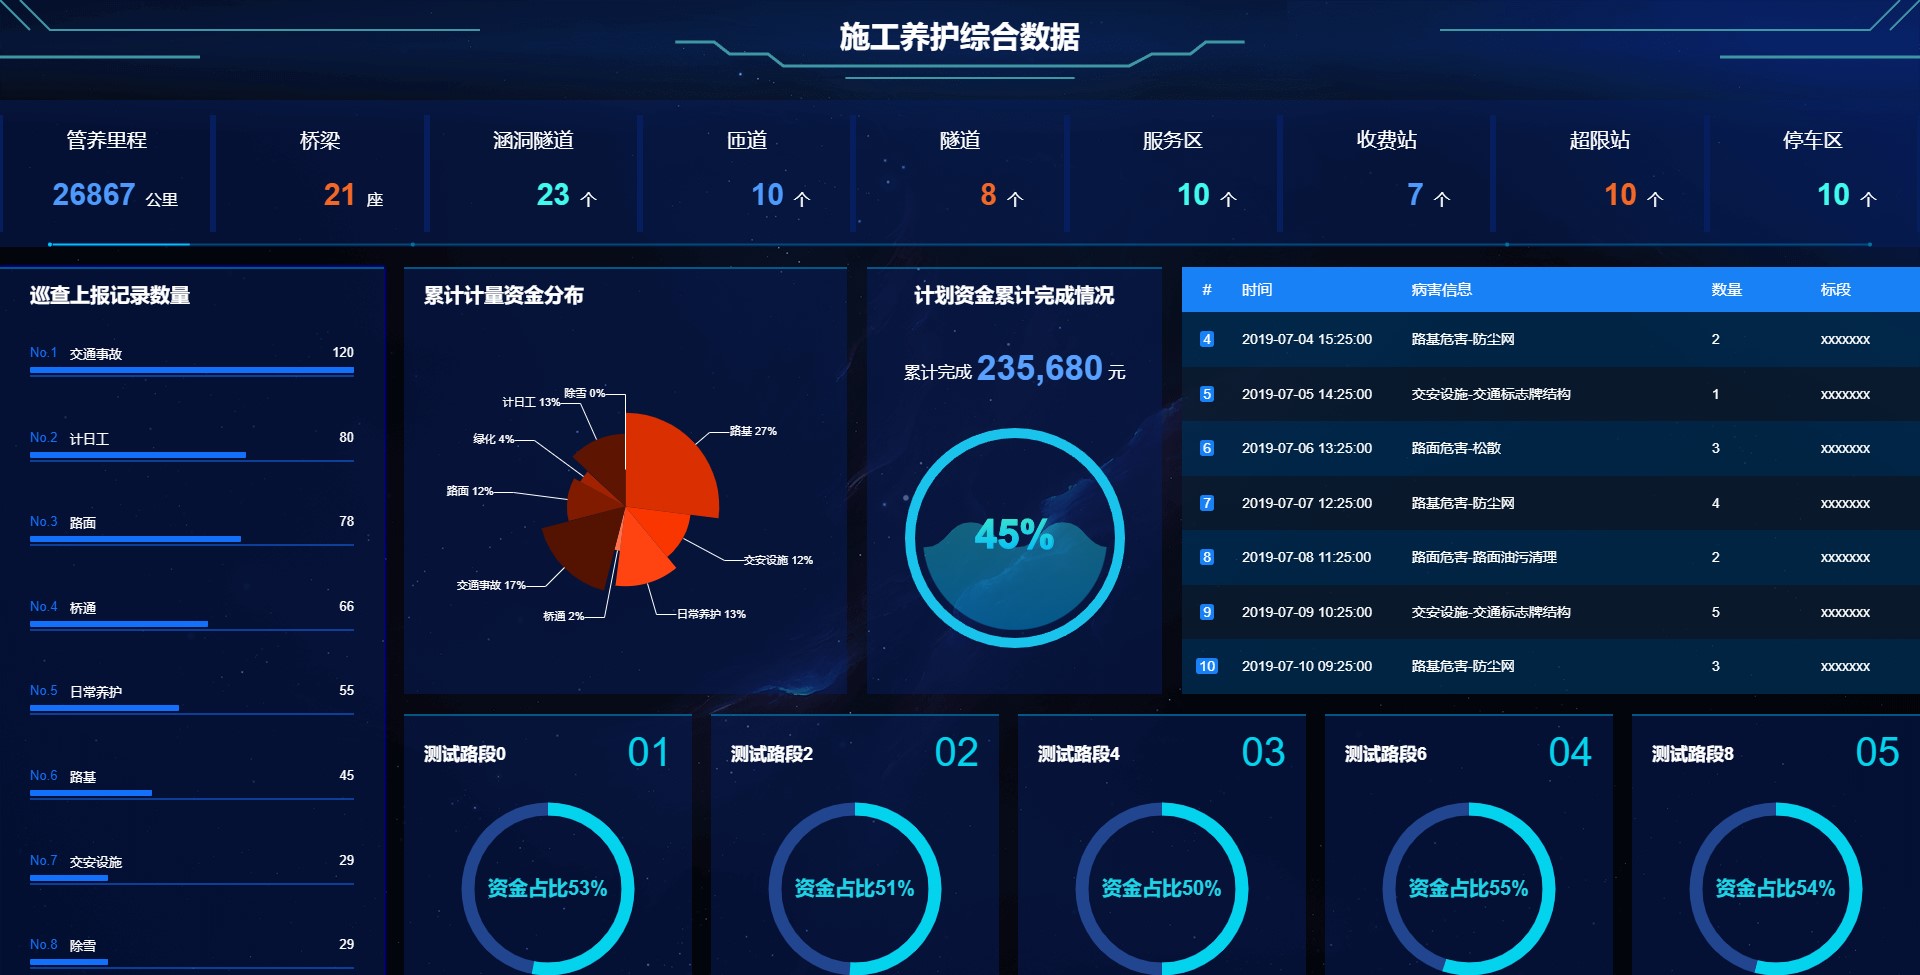 施工养护综合数据
管养里程 桥梁 涵洞隧道 匝道 隧道 服务区 收费站 超限站 停车区
26867 公里 21 座 23 个 10 个 8 个 10 个 7 个 10 个 10 个
巡查上报记录数量
No.1 交通事故 120
No.2 计日工 80
No.3 路面 78
No.4 桥通 66
No.5 日常养护 55
No.6 路基 45
No.7 交安设施 29
No.8 除雪 29
累计计量资金分布
除雪 0%
计日工 13%
路基 27%
绿化 4%
路面 12%
交安设施 12%
交通事故 17%
日常养护 13%
桥通 2%
计划资金累计完成情况
累计完成 235,680 元
45%
# 时间 病害信息 数量 标段
4 2019-07-04 15:25:00 路基危害-防尘网 2 xxxxxxx
5 2019-07-05 14:25:00 交安设施-交通标志牌结构 1 xxxxxxx
6 2019-07-06 13:25:00 路面危害-松散 3 xxxxxxx
7 2019-07-07 12:25:00 路基危害-防尘网 4 xxxxxxx
8 2019-07-08 11:25:00 路面危害-路面油污清理 2 xxxxxxx
9 2019-07-09 10:25:00 交安设施-交通标志牌结构 5 xxxxxxx
10 2019-07-10 09:25:00 路基危害-防尘网 3 xxxxxxx
测试路段0 01
资金占比53%
测试路段2 02
资金占比51%
测试路段4 03
资金占比50%
测试路段6 04
资金占比55%
测试路段8 05
资金占比54%